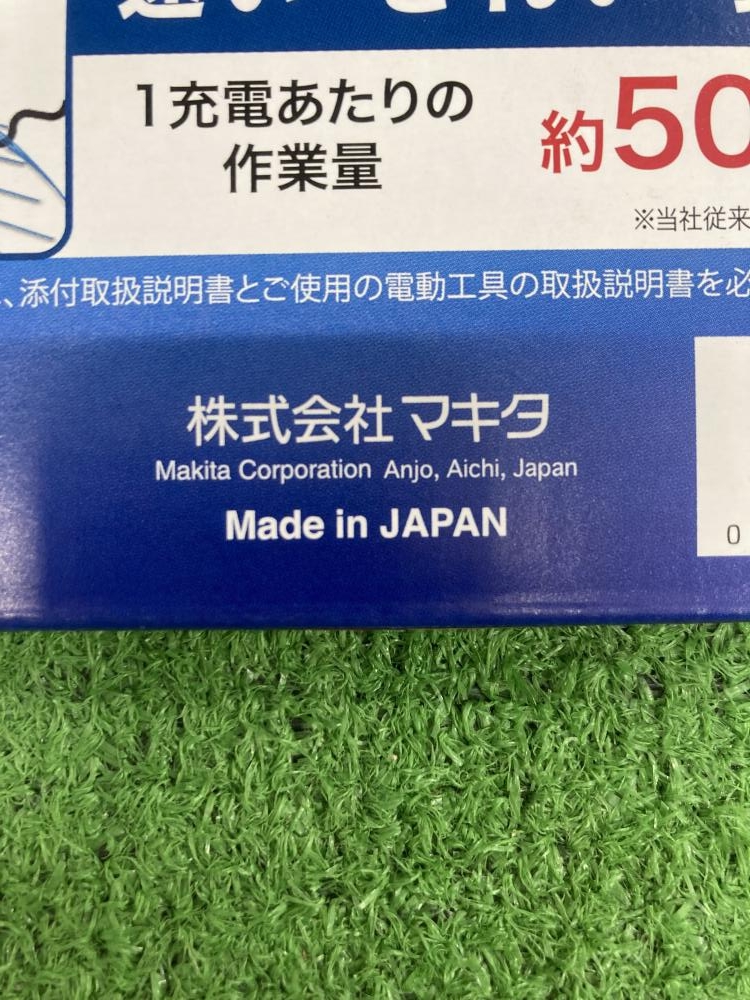 1充電あたりの
作業量
約50
※当社従来
添付取扱説明書とご使用の電動工具の取扱説明書を必
株式会社マキタ
Makita Corporation Anjo, Aichi, Japan
Made in JAPAN
0